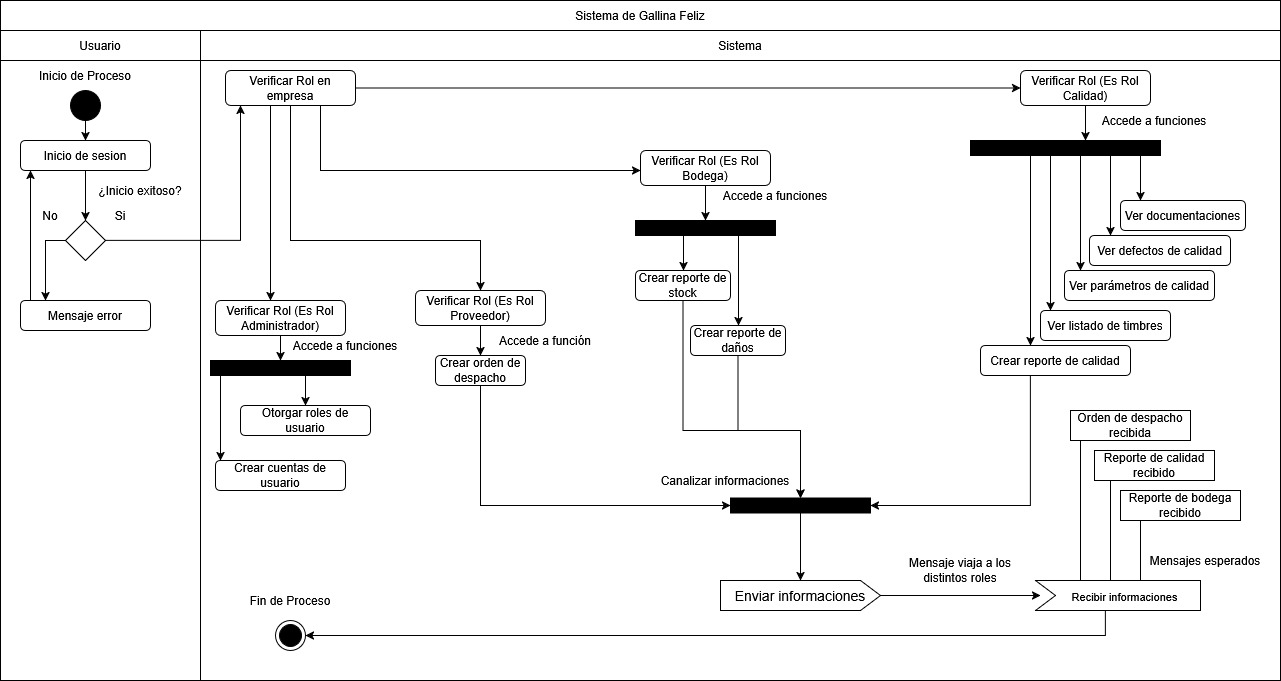 Sistema de Gallina Feliz
Usuario
Sistema
Inicio de Proceso
Inicio de sesion
¿Inicio exitoso?
No
Si
Mensaje error
Verificar Rol en
empresa
Verificar Rol (Es Rol
Administrador)
Accede a funciones
Otorgar roles de
usuario
Crear cuentas de
usuario
Verificar Rol (Es Rol
Proveedor)
Accede a función
Crear orden de
despacho
Verificar Rol (Es Rol
Bodega)
Accede a funciones
Crear reporte de
stock
Crear reporte de
daños
Verificar Rol (Es Rol
Calidad)
Accede a funciones
Ver documentaciones
Ver defectos de calidad
Ver parámetros de calidad
Ver listado de timbres
Crear reporte de calidad
Canalizar informaciones
Enviar informaciones
Mensaje viaja a los
distintos roles
Orden de despacho
recibida
Reporte de calidad
recibido
Reporte de bodega
recibido
Mensajes esperados
Recibir informaciones
Fin de Proceso